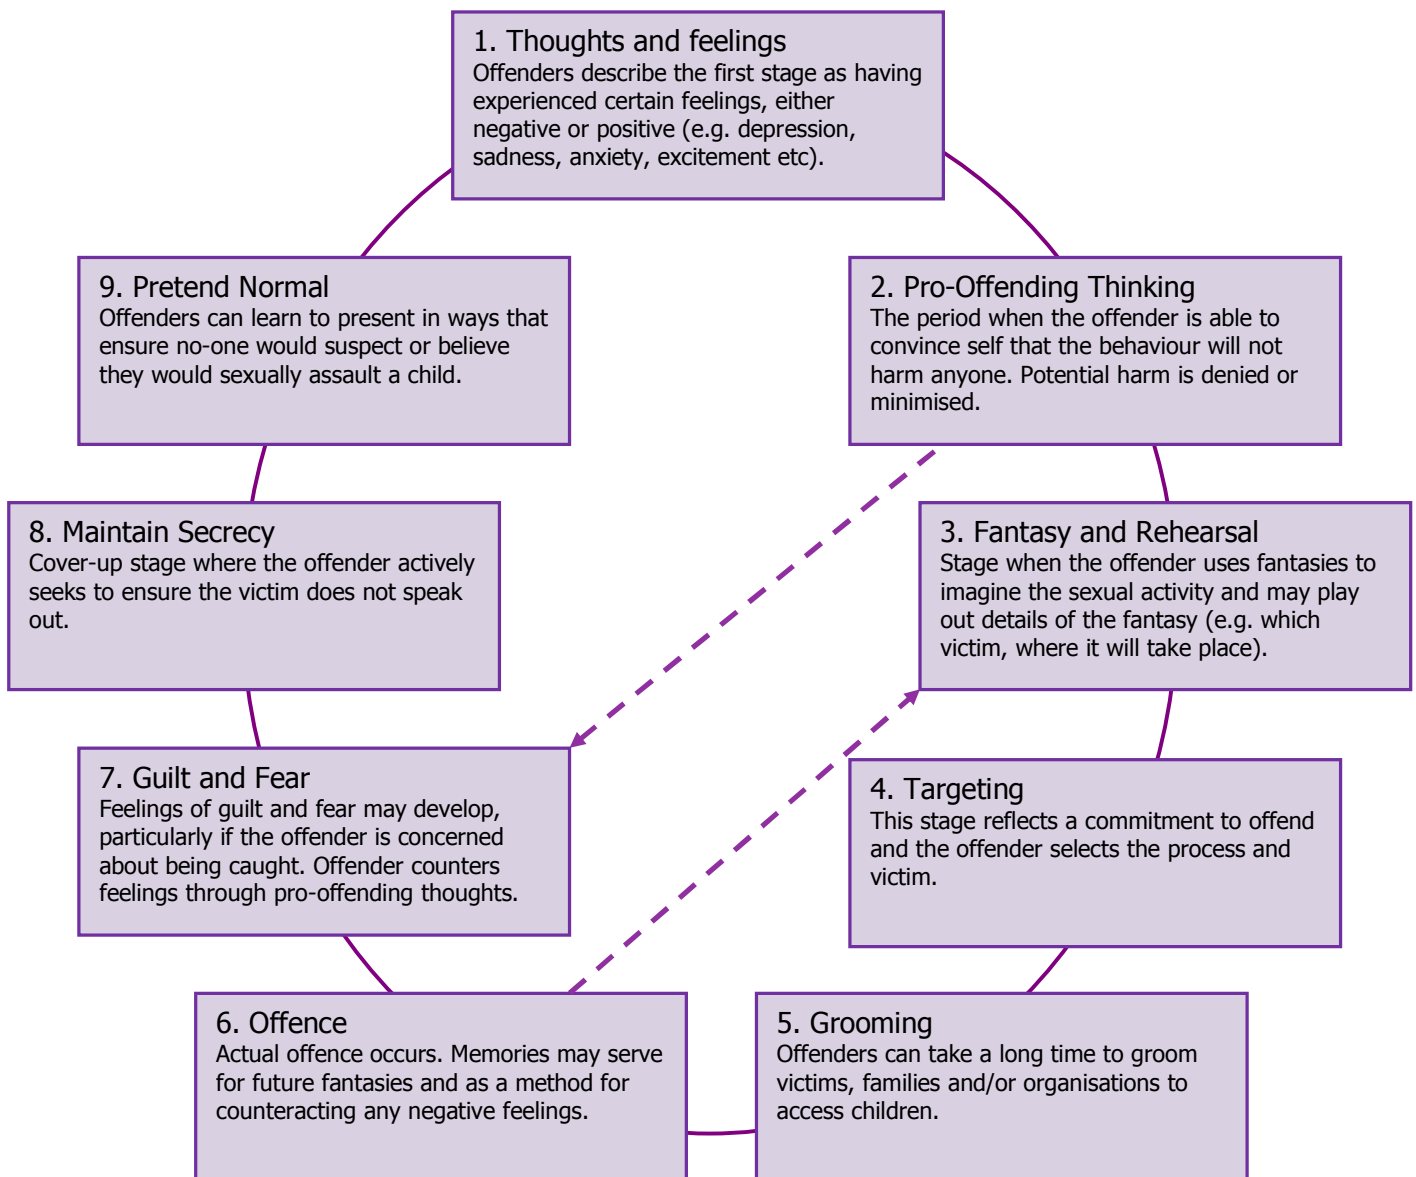 1. Thoughts and feelings
Offenders describe the first stage as having
experienced certain feelings, either
negative or positive (e.g. depression,
sadness, anxiety, excitement etc).
2. Pro-Offending Thinking
The period when the offender is able to
convince self that the behaviour will not
harm anyone. Potential harm is denied or
minimised.
3. Fantasy and Rehearsal
Stage when the offender uses fantasies to
imagine the sexual activity and may play
out details of the fantasy (e.g. which
victim, where it will take place).
4. Targeting
This stage reflects a commitment to offend
and the offender selects the process and
victim.
5. Grooming
Offenders can take a long time to groom
victims, families and/or organisations to
access children.
6. Offence
Actual offence occurs. Memories may serve
for future fantasies and as a method for
counteracting any negative feelings.
7. Guilt and Fear
Feelings of guilt and fear may develop,
particularly if the offender is concerned
about being caught. Offender counters
feelings through pro-offending thoughts.
8. Maintain Secrecy
Cover-up stage where the offender actively
seeks to ensure the victim does not speak
out.
9. Pretend Normal
Offenders can learn to present in ways that
ensure no-one would suspect or believe
they would sexually assault a child.